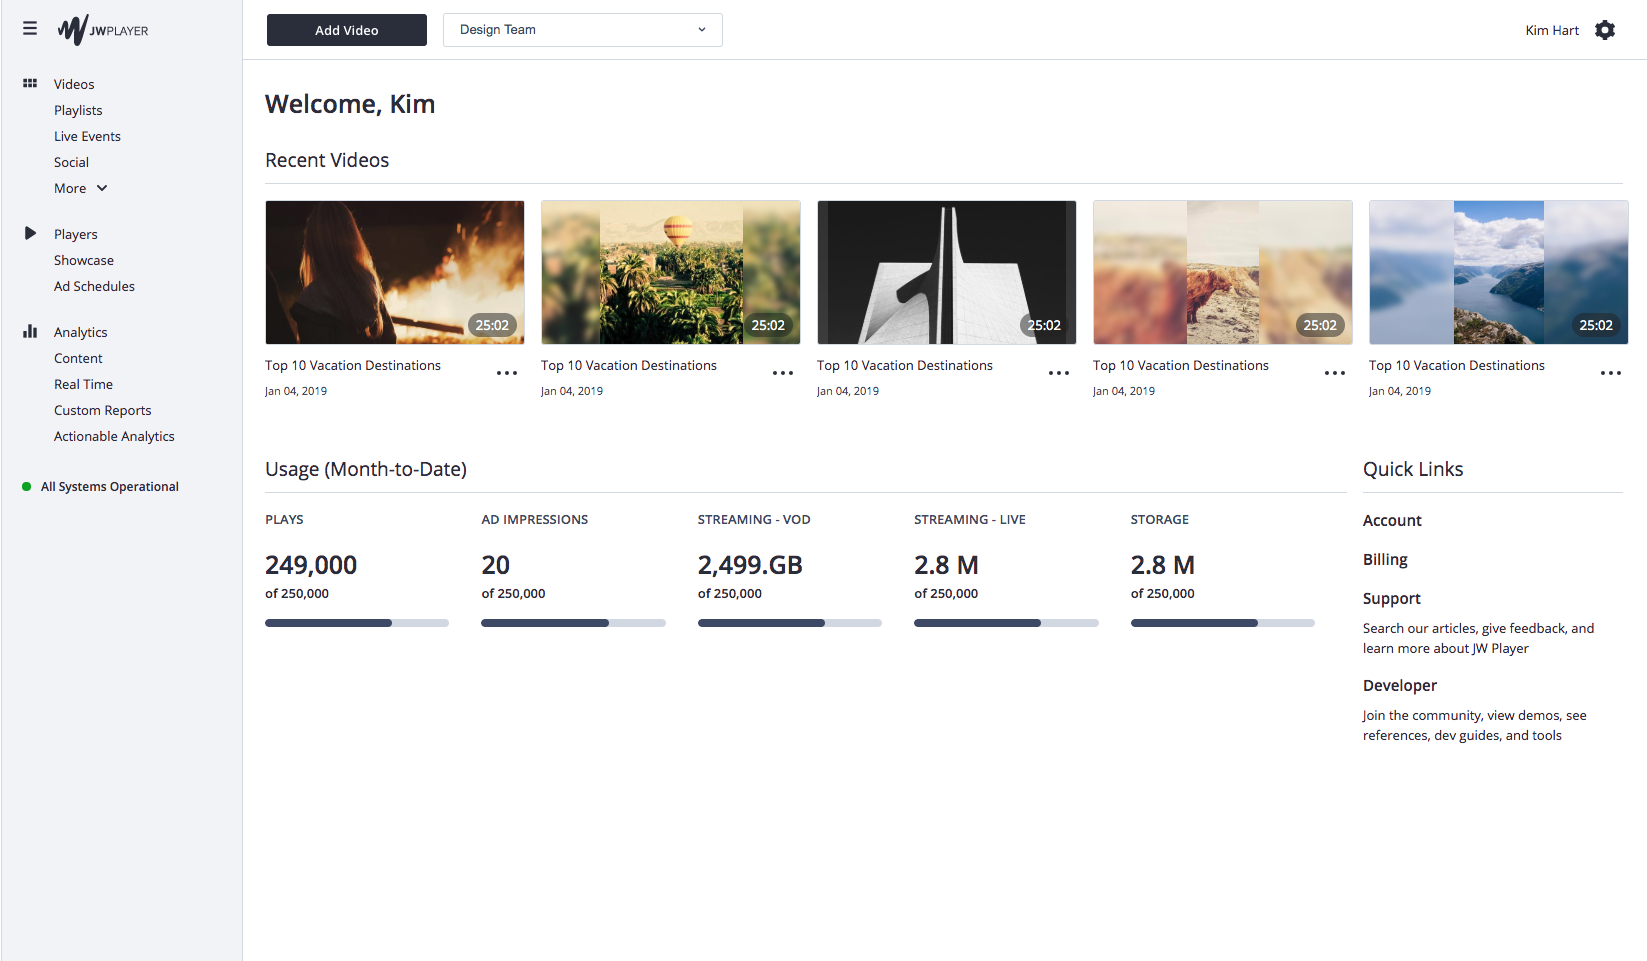 JWPLAYER
Add Video
Design Team
Kim Hart
Videos
Playlists
Live Events
Social
More
Players
Showcase
Ad Schedules
Analytics
Content
Real Time
Custom Reports
Actionable Analytics
All Systems Operational
Welcome, Kim
Recent Videos
25:02
25:02
25:02
25:02
25:02
Top 10 Vacation Destinations
Jan 04, 2019
Top 10 Vacation Destinations
Jan 04, 2019
Top 10 Vacation Destinations
Jan 04, 2019
Top 10 Vacation Destinations
Jan 04, 2019
Top 10 Vacation Destinations
Jan 04, 2019
Usage (Month-to-Date)
PLAYS
249,000
of 250,000
AD IMPRESSIONS
20
of 250,000
STREAMING - VOD
2,499.GB
of 250,000
STREAMING - LIVE
2.8 M
of 250,000
STORAGE
2.8 M
of 250,000
Quick Links
Account
Billing
Support
Search our articles, give feedback, and
learn more about JW Player
Developer
Join the community, view demos, see
references, dev guides, and tools